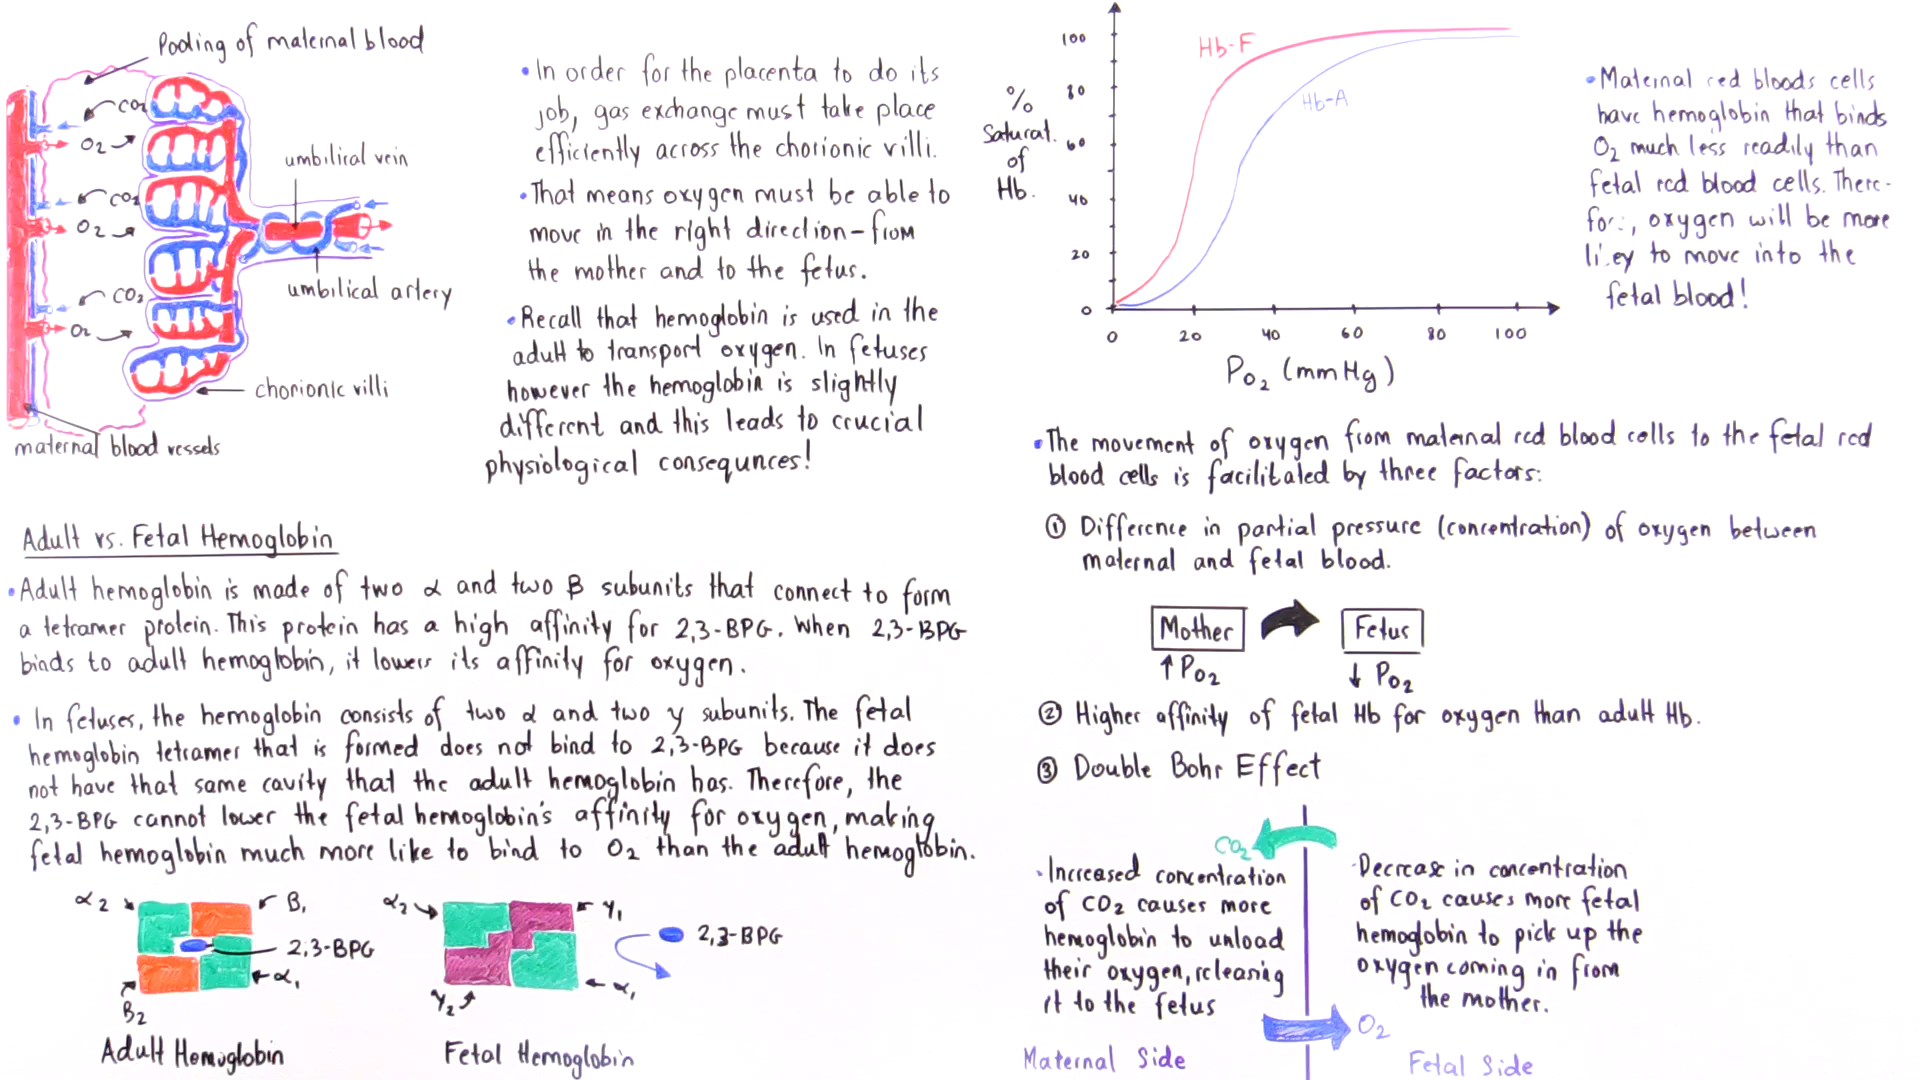 Pooling of maternal blood
CO2
O2
CO2
O2
CO2
O2
umbilical vein
umbilical artery
chorionic villi
maternal blood vessels
• In order for the placenta to do its
job, gas exchange must take place
efficiently across the chorionic villi.
• That means oxygen must be able to
move in the right direction - from
the mother and to the fetus.
• Recall that hemoglobin is used in the
adult to transport oxygen. In fetuses
however the hemoglobin is slightly
different and this leads to crucial
physiological consequnces!
Adult vs. Fetal Hemoglobin
• Adult hemoglobin is made of two α and two B subunits that connect to form
a tetramer protein. This protein has a high affinity for 2,3-BPG. When 2,3-BPG
binds to adult hemoglobin, it lowers its affinity for oxygen.
• In fetuses, the hemoglobin consists of two α and two y subunits. The fetal
hemoglobin tetramer that is formed does not bind to 2,3-BPG because it does
not have that same cavity that the adult hemoglobin has. Therefore, the
2,3-BPG cannot lower the fetal hemoglobin's affinity for oxygen, making
fetal hemoglobin much more like to bind to O2 than the adult hemoglobin.
α2
B1
2,3-BPG
α1
B2
Adult Hemoglobin
α2
y1
2,3-BPG
α1
y2
Fetal Hemoglobin
% Saturat. of Hb.
100
80
60
40
20
0
Hb-F
Hb-A
0 20 40 60 80 100
PO2 (mmHg)
• Maternal red bloods cells
have hemoglobin that binds
O2 much less readily than
fetal red blood cells. There-
for:, oxygen will be more
li.ey to move into the
fetal blood!
• The movement of oxygen from maternal red blood cells to the fetal red
blood cells is facilitated by three factors:
① Difference in partial pressure (concentration) of oxygen between
maternal and fetal blood.
Mother
↑ PO2
Fetus
↓ PO2
② Higher affinity of fetal Hb for oxygen than adult Hb.
③ Double Bohr Effect
CO2
• Increased concentration
of CO2 causes more
hemoglobin to unload
their oxygen, releasing
it to the fetus
• Decrease in concentration
of CO2 causes more fetal
hemoglobin to pick up the
oxygen coming in from
the mother.
O2
Maternal Side
Fetal Side